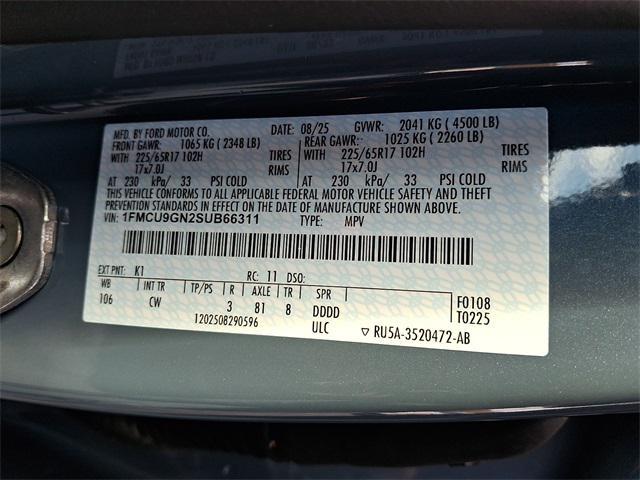 MFD. BY FORD MOTOR CO. DATE: 08/25 GVWR: 2041 KG ( 4500 LB)
FRONT GAWR: 1065 KG ( 2348 LB) REAR GAWR: 1025 KG ( 2260 LB)
WITH 225/65R17 102H TIRES WITH 225/65R17 102H TIRES
17x7.0J RIMS 17x7.0J RIMS
AT 230 kPa/ 33 PSI COLD AT 230 kPa/ 33 PSI COLD
THIS VEHICLE CONFORMS TO ALL APPLICABLE FEDERAL MOTOR VEHICLE SAFETY AND THEFT
PREVENTION STANDARDS IN EFFECT ON THE DATE OF MANUFACTURE SHOWN ABOVE.
VIN: 1FMCU9GN2SUB66311 TYPE: MPV
EXT PNT: K1 RC: 11 DSO:
WB INT TR TP/PS R AXLE TR SPR F0108
106 CW 3 81 8 DDDD T0225
1202508290596 ULC ▽ RU5A-3520472-AB